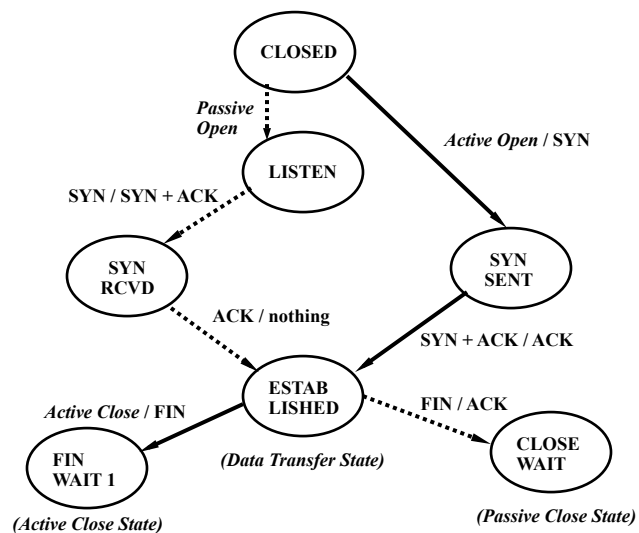 CLOSED
Passive
Open
Active Open / SYN
LISTEN
SYN / SYN + ACK
SYN
RCVD
SYN
SENT
ACK / nothing
SYN + ACK / ACK
ESTAB
LISHED
Active Close / FIN
FIN / ACK
FIN
WAIT 1
(Data Transfer State)
CLOSE
WAIT
(Active Close State)
(Passive Close State)